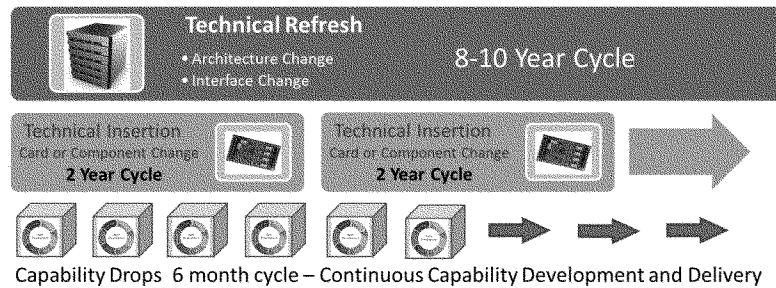 Technical Refresh
• Architecture Change
• Interface Change
8-10 Year Cycle
Technical Insertion
Card or Component Change
2 Year Cycle
Technical Insertion
Card or Component Change
2 Year Cycle
Capability Drops 6 month cycle – Continuous Capability Development and Delivery